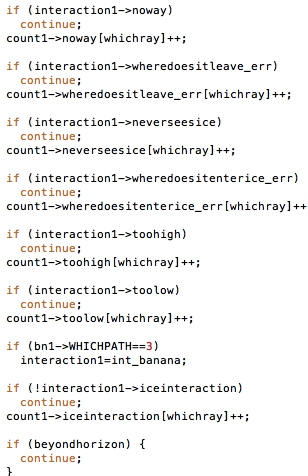 if (interaction1->noway)
  continue;
count1->noway[whichray]++;

if (interaction1->wheredoesitleave_err)
  continue;
count1->wheredoesitleave_err[whichray]++;

if (interaction1->neverseesice)
  continue;
count1->neverseesice[whichray]++;

if (interaction1->wheredoesitenterice_err)
  continue;
count1->wheredoesitenterice_err[whichray]++

if (interaction1->toohigh)
  continue;
count1->toohigh[whichray]++;

if (interaction1->toolow)
  continue;
count1->toolow[whichray]++;

if (bn1->WHICHPATH==3)
  interaction1=int_banana;

if (!interaction1->iceinteraction)
  continue;
count1->iceinteraction[whichray]++;

if (beyondhorizon) {
  continue;
}